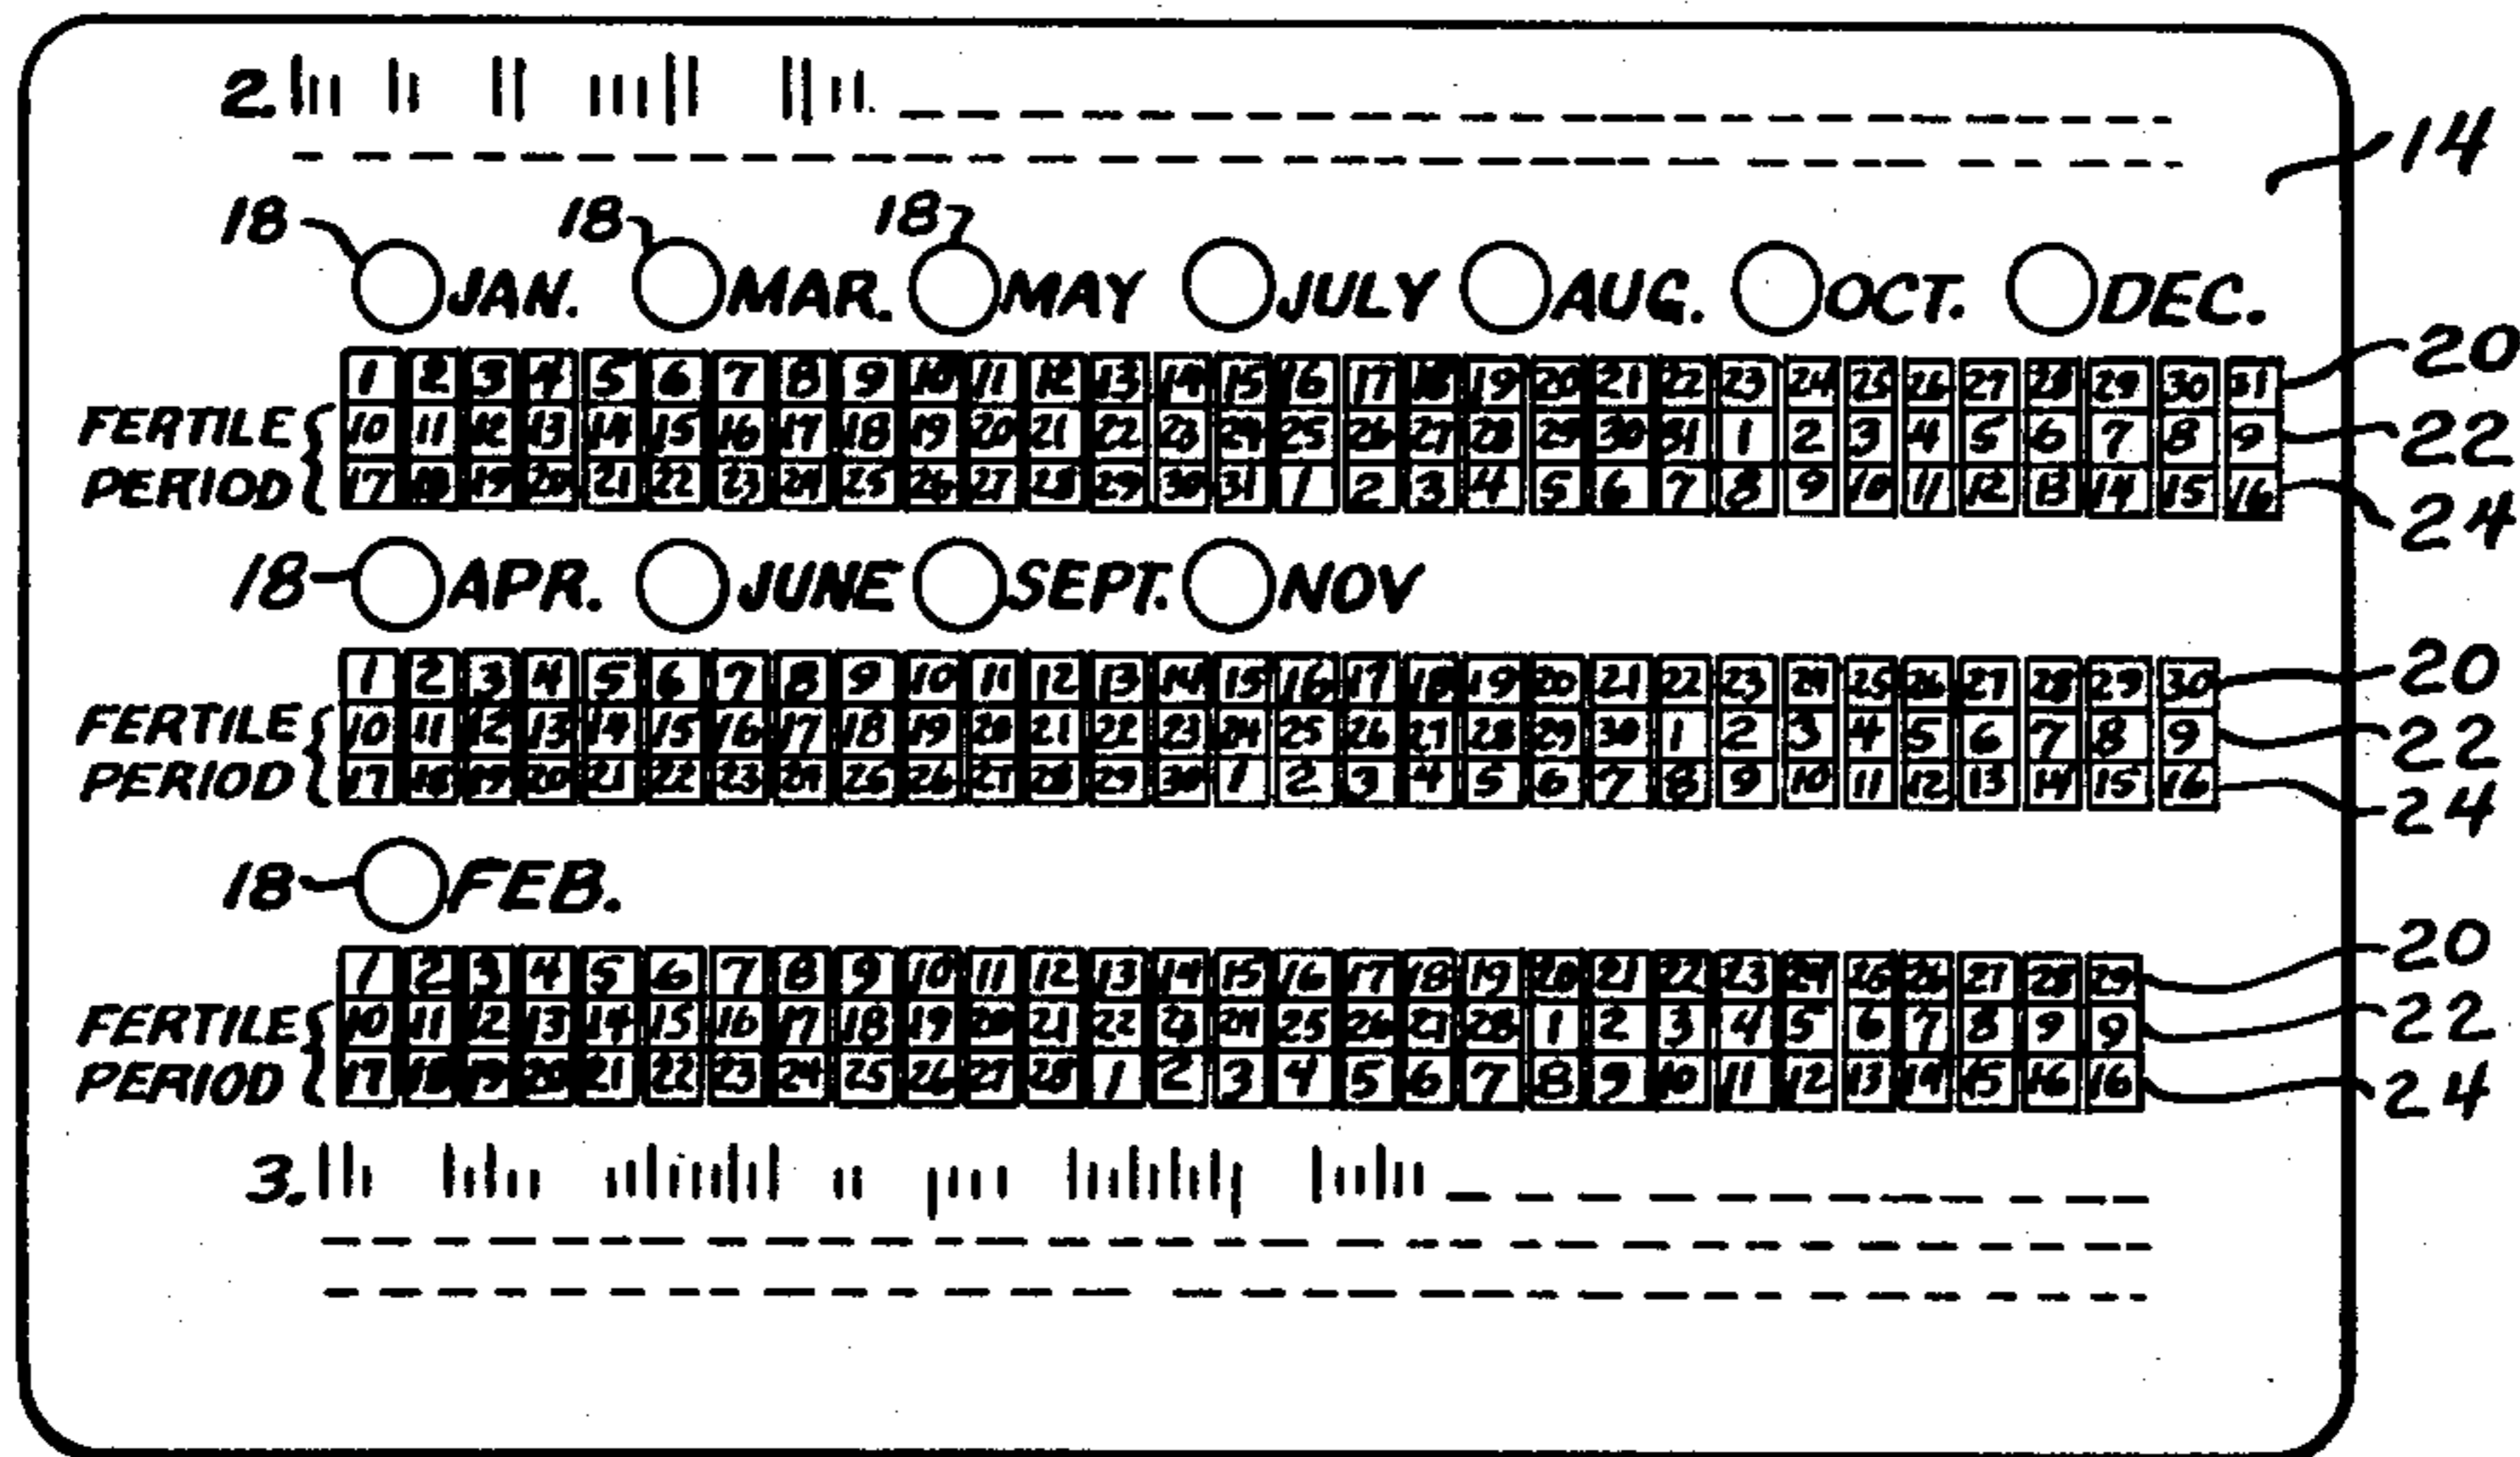 2.
14
18 18 18
JAN. MAR. MAY JULY AUG. OCT. DEC.
1 2 3 4 5 6 7 8 9 10 11 12 13 14 15 16 17 18 19 20 21 22 23 24 25 26 27 28 29 30 31 20
FERTILE 10 11 12 13 14 15 16 17 18 19 20 21 22 23 24 25 26 27 28 29 30 31 1 2 3 4 5 6 7 8 9 22
PERIOD 17 18 19 20 21 22 23 24 25 26 27 28 29 30 31 1 2 3 4 5 6 7 8 9 10 11 12 13 14 15 16 24
18 APR. JUNE SEPT. NOV
1 2 3 4 5 6 7 8 9 10 11 12 13 14 15 16 17 18 19 20 21 22 23 24 25 26 27 28 29 30 20
FERTILE 10 11 12 13 14 15 16 17 18 19 20 21 22 23 24 25 26 27 28 29 30 1 2 3 4 5 6 7 8 9 22
PERIOD 17 18 19 20 21 22 23 24 25 26 27 28 29 30 1 2 3 4 5 6 7 8 9 10 11 12 13 14 15 16 24
18 FEB.
1 2 3 4 5 6 7 8 9 10 11 12 13 14 15 16 17 18 19 20 21 22 23 24 25 26 27 28 29 20
FERTILE 10 11 12 13 14 15 16 17 18 19 20 21 22 23 24 25 26 27 28 1 2 3 4 5 6 7 8 9 9 22
PERIOD 17 18 19 20 21 22 23 24 25 26 27 28 1 2 3 4 5 6 7 8 9 10 11 12 13 14 15 16 16 24
3.